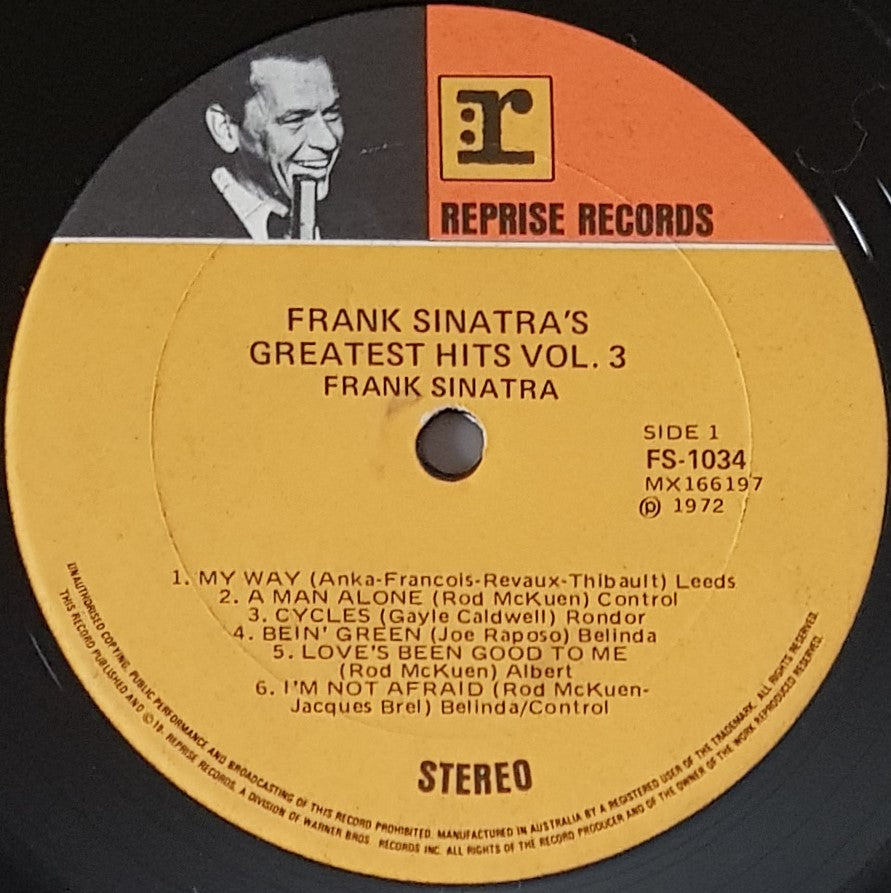 r
REPRISE RECORDS
FRANK SINATRA'S
GREATEST HITS VOL. 3
FRANK SINATRA
SIDE 1
FS-1034
MX166197
℗ 1972
1. MY WAY (Anka-Francois-Revaux-Thibault) Leeds
2. A MAN ALONE (Rod McKuen) Control
3. CYCLES (Gayle Caldwell) Rondor
4. BEIN' GREEN (Joe Raposo) Belinda
5. LOVE'S BEEN GOOD TO ME
(Rod McKuen) Albert
6. I'M NOT AFRAID (Rod McKuen-
Jacques Brel) Belinda/Control
STEREO
UNAUTHORISED COPYING, PUBLIC PERFORMANCE AND BROADCASTING OF THIS RECORD PROHIBITED. MANUFACTURED IN AUSTRALIA BY A REGISTERED USER OF THE TRADEMARK. ALL RIGHTS RESERVED.
THIS RECORD PUBLISHED AND ©19- REPRISE RECORDS, A DIVISION OF WARNER BROS. RECORDS INC. ALL RIGHTS OF THE RECORD PRODUCER AND OF THE OWNER OF THE WORK REPRODUCED RESERVED.